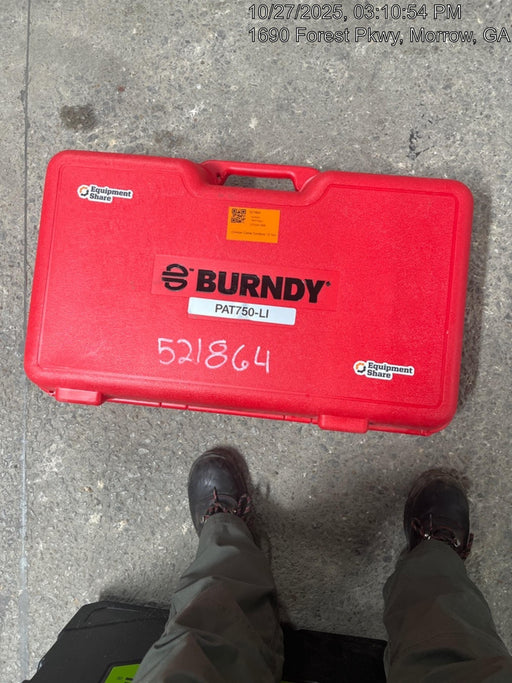 10/27/2025, 03:10:54 PM
1690 Forest Pkwy, Morrow, GA
Equipment
Share
BURNDY
PAT750-LI
521864
Equipment
Share